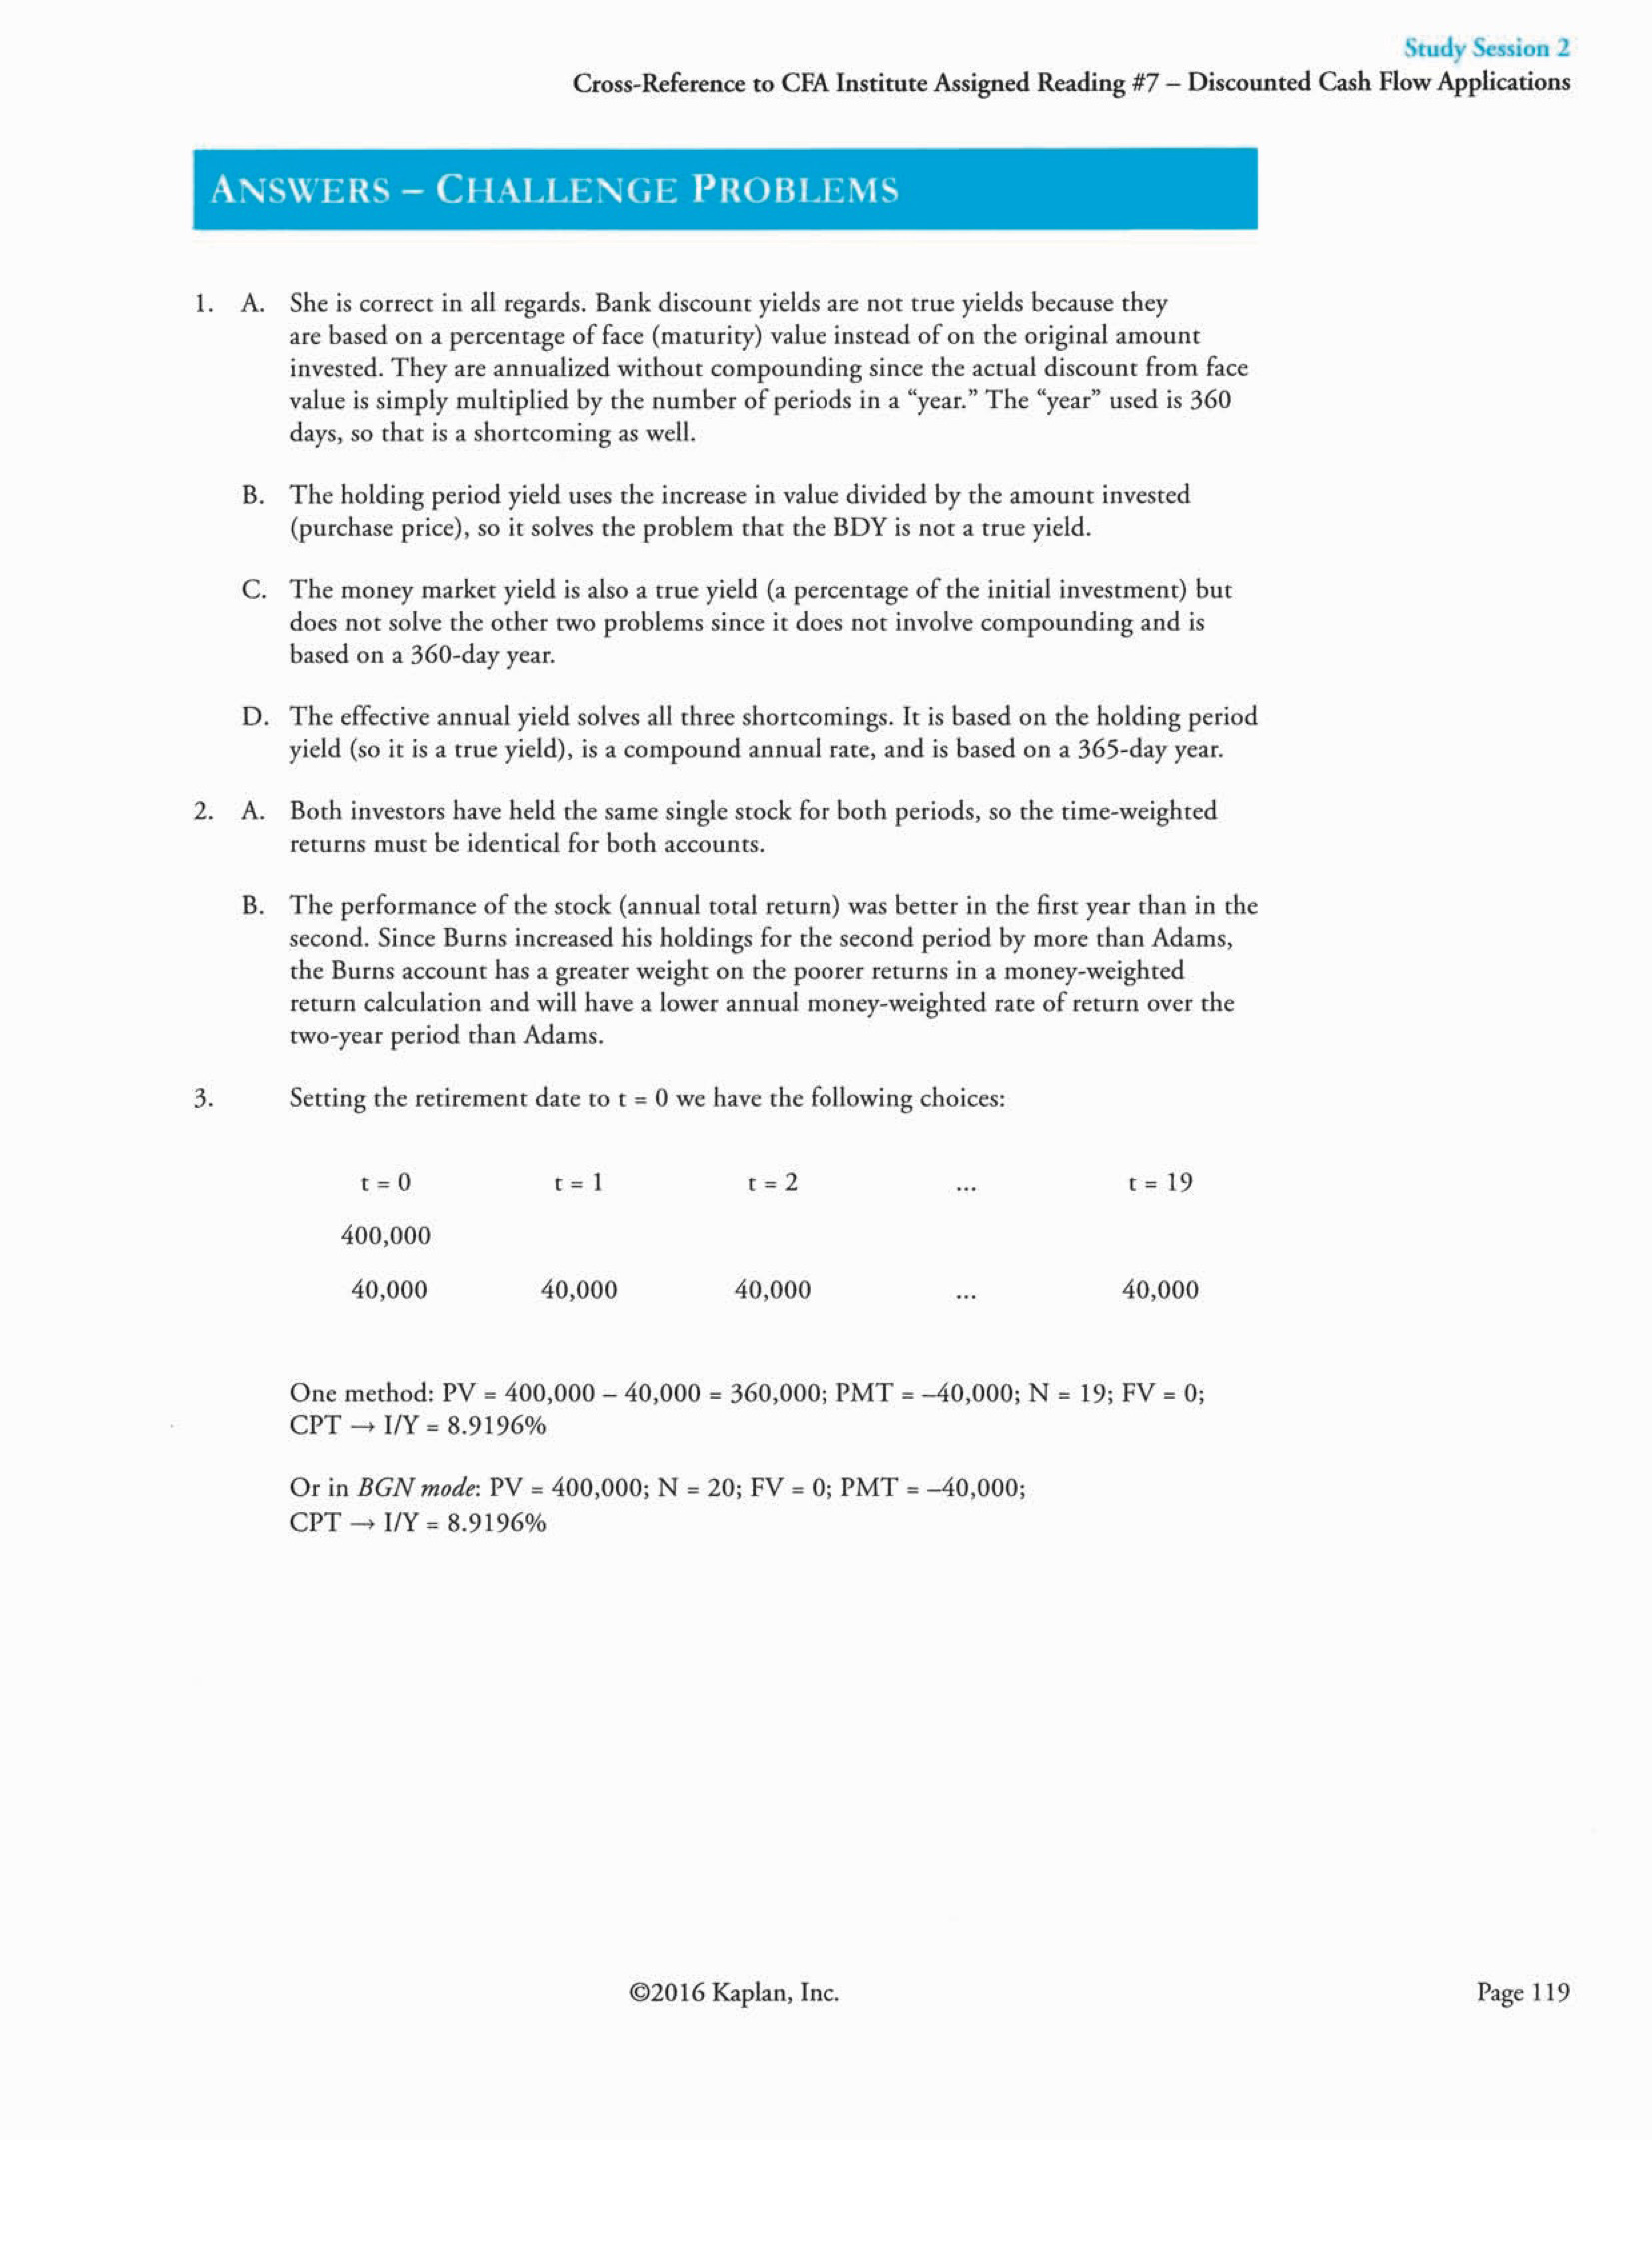 Study Session 2
Cross-Reference to CFA Institute Assigned Reading #7 – Discounted Cash Flow Applications
ANSWERS – CHALLENGE PROBLEMS
1. A. She is correct in all regards. Bank discount yields are not true yields because they
are based on a percentage of face (maturity) value instead of on the original amount
invested. They are annualized without compounding since the actual discount from face
value is simply multiplied by the number of periods in a “year.” The “year” used is 360
days, so that is a shortcoming as well.
B. The holding period yield uses the increase in value divided by the amount invested
(purchase price), so it solves the problem that the BDY is not a true yield.
C. The money market yield is also a true yield (a percentage of the initial investment) but
does not solve the other two problems since it does not involve compounding and is
based on a 360-day year.
D. The effective annual yield solves all three shortcomings. It is based on the holding period
yield (so it is a true yield), is a compound annual rate, and is based on a 365-day year.
2. A. Both investors have held the same single stock for both periods, so the time-weighted
returns must be identical for both accounts.
B. The performance of the stock (annual total return) was better in the first year than in the
second. Since Burns increased his holdings for the second period by more than Adams,
the Burns account has a greater weight on the poorer returns in a money-weighted
return calculation and will have a lower annual money-weighted rate of return over the
two-year period than Adams.
3. Setting the retirement date to t = 0 we have the following choices:
t = 0 t = 1 t = 2 ... t = 19
400,000
40,000 40,000 40,000 ... 40,000
One method: PV = 400,000 – 40,000 = 360,000; PMT = –40,000; N = 19; FV = 0;
CPT → I/Y = 8.9196%
Or in BGN mode: PV = 400,000; N = 20; FV = 0; PMT = –40,000;
CPT → I/Y = 8.9196%
©2016 Kaplan, Inc. Page 119